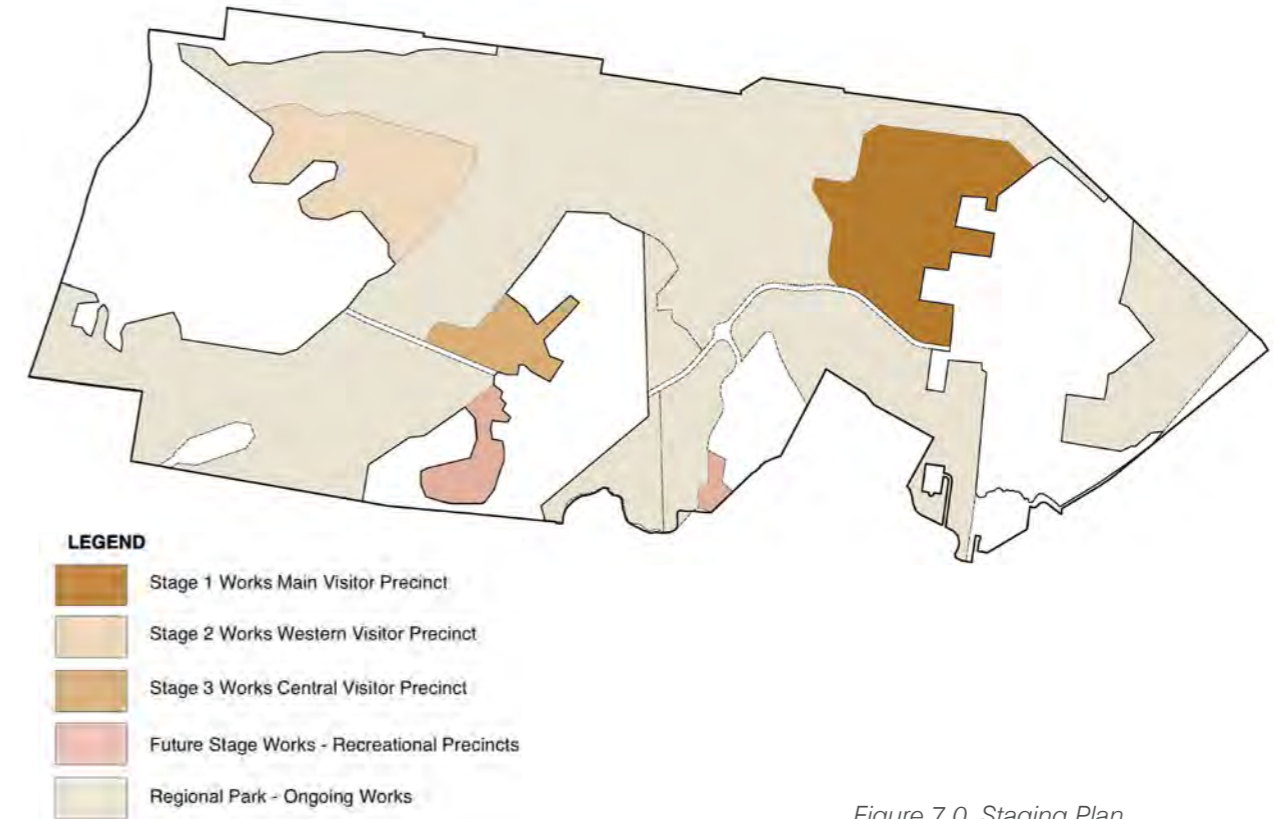 LEGEND
Stage 1 Works Main Visitor Precinct
Stage 2 Works Western Visitor Precinct
Stage 3 Works Central Visitor Precinct
Future Stage Works - Recreational Precincts
Regional Park - Ongoing Works
Figure 7.0 Staging Plan